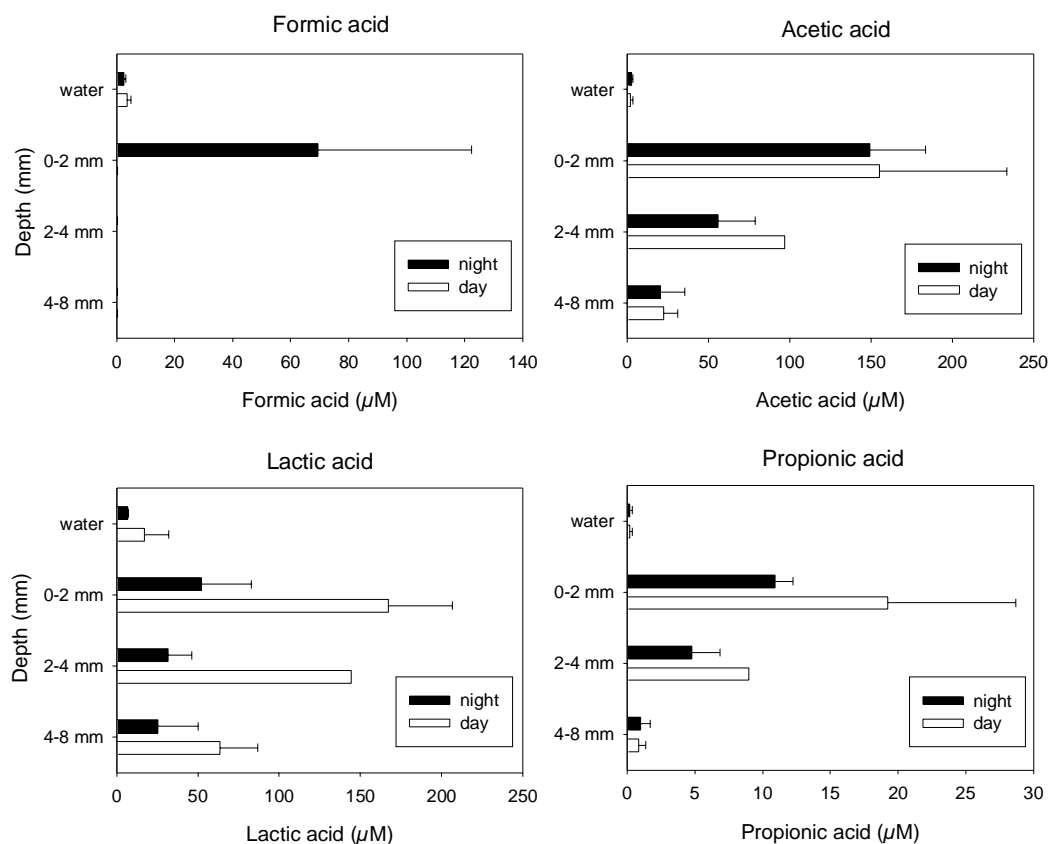 Formic acid
water
0-2 mm
2-4 mm
4-8 mm
Depth (mm)
night
day
0 20 40 60 80 100 120 140
Formic acid (µM)
Acetic acid
water
0-2 mm
2-4 mm
4-8 mm
night
day
0 50 100 150 200 250
Acetic acid (µM)
Lactic acid
water
0-2 mm
2-4 mm
4-8 mm
Depth (mm)
night
day
0 50 100 150 200 250
Lactic acid (µM)
Propionic acid
water
0-2 mm
2-4 mm
4-8 mm
night
day
0 5 10 15 20 25 30
Propionic acid (µM)